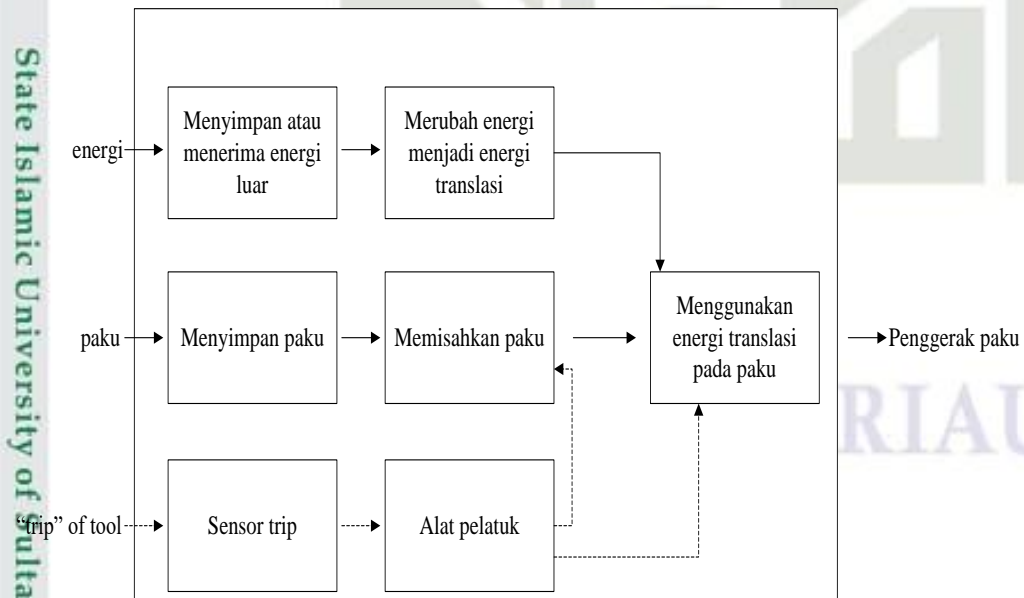 State Islamic University of Sulta
energi
Menyimpan atau
menerima energi
luar
Merubah energi
menjadi energi
translasi
paku
Menyimpan paku
Memisahkan paku
Menggunakan
energi translasi
pada paku
Penggerak paku
RIAU
“trip” of tool
Sensor trip
Alat pelatuk